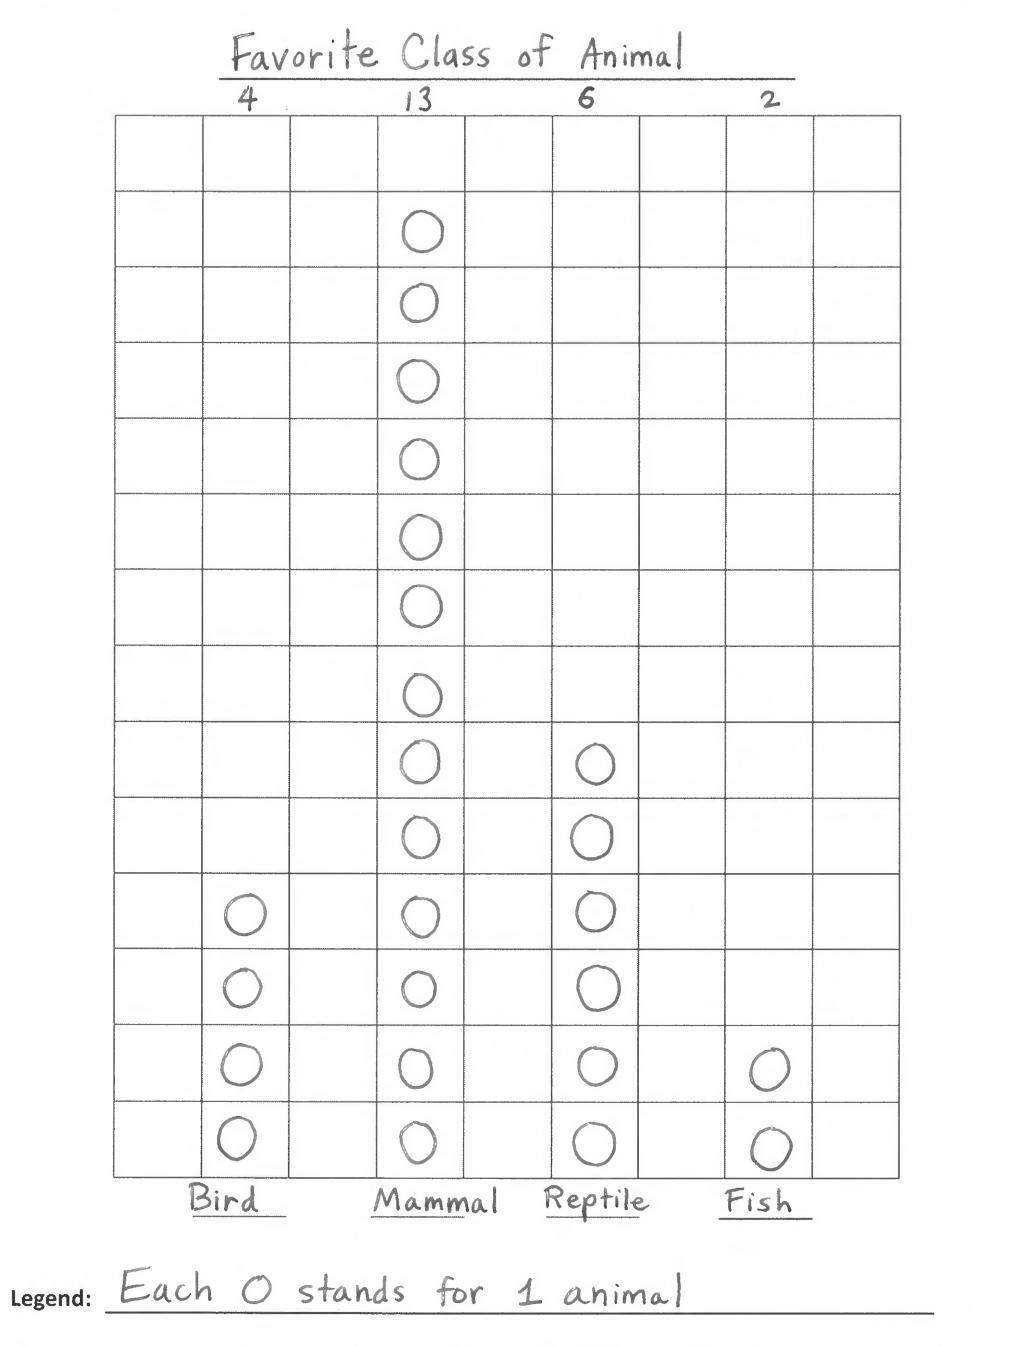 Favorite Class of Animal
4 13 6 2
Bird Mammal Reptile Fish
Legend: Each O stands for 1 animal